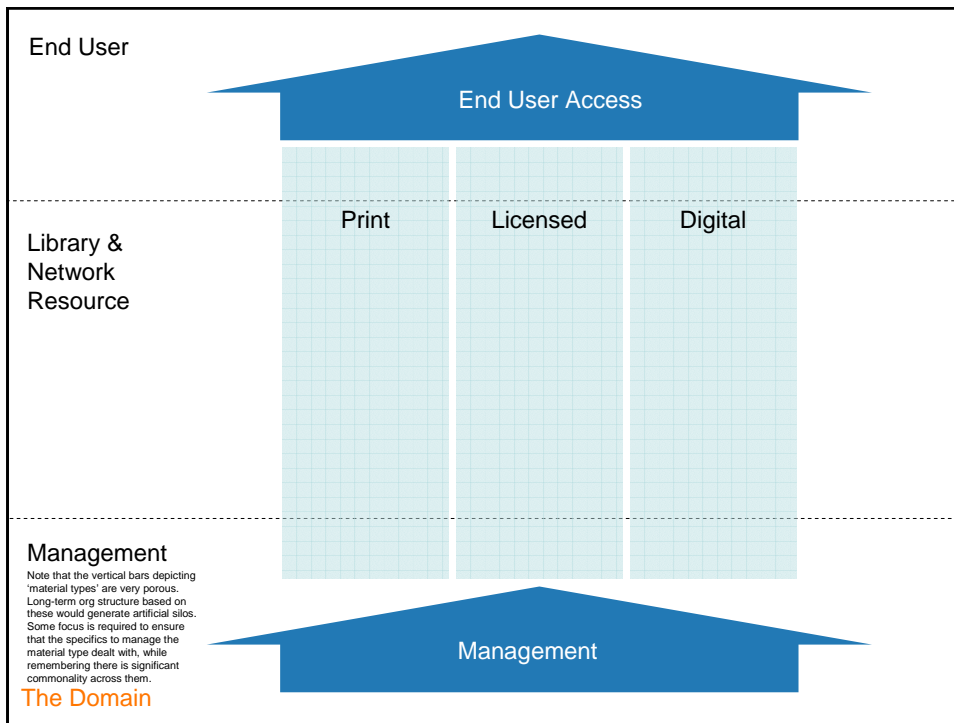 End User
End User Access
Print
Licensed
Digital
Library &
Network
Resource
Management
Note that the vertical bars depicting
‘material types’ are very porous.
Long-term org structure based on
these would generate artificial silos.
Some focus is required to ensure
that the specifics to manage the
material type dealt with, while
remembering there is significant
commonality across them.
Management
The Domain